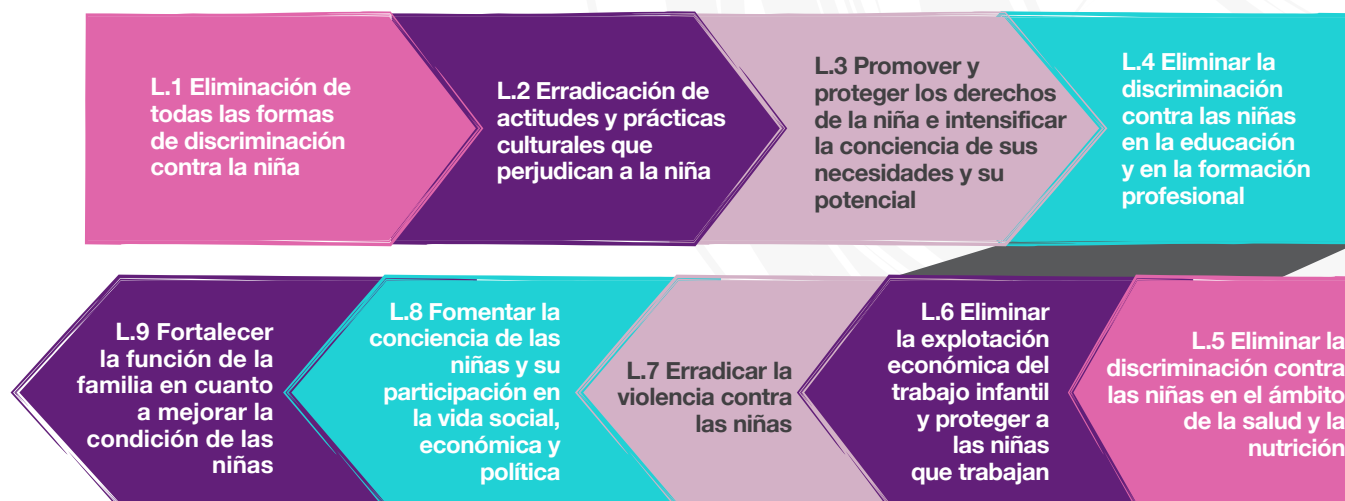 L.1 Eliminación de
todas las formas
de discriminación
contra la niña
L.2 Erradicación de
actitudes y prácticas
culturales que
perjudican a la niña
L.3 Promover y
proteger los derechos
de la niña e intensificar
la conciencia de sus
necesidades y su
potencial
L.4 Eliminar la
discriminación
contra las niñas
en la educación
y en la formación
profesional
L.5 Eliminar la
discriminación contra
las niñas en el ámbito
de la salud y la
nutrición
L.6 Eliminar
la explotación
económica del
trabajo infantil
y proteger a
las niñas
que trabajan
L.7 Erradicar la
violencia contra
las niñas
L.8 Fomentar la
conciencia de las
niñas y su
participación en
la vida social,
económica y
política
L.9 Fortalecer
la función de la
familia en cuanto
a mejorar la
condición de las
niñas